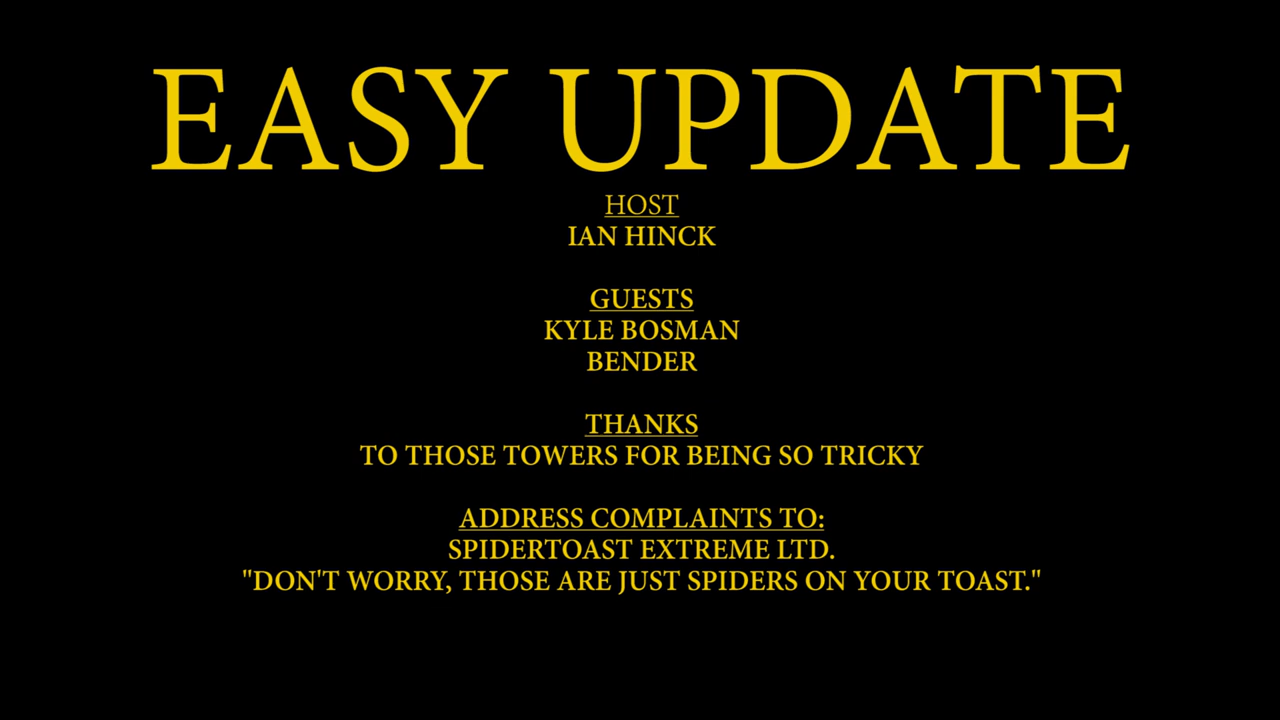 EASY UPDATE
HOST
IAN HINCK
GUESTS
KYLE BOSMAN
BENDER
THANKS
TO THOSE TOWERS FOR BEING SO TRICKY
ADDRESS COMPLAINTS TO:
SPIDERTOAST EXTREME LTD.
"DON'T WORRY, THOSE ARE JUST SPIDERS ON YOUR TOAST."